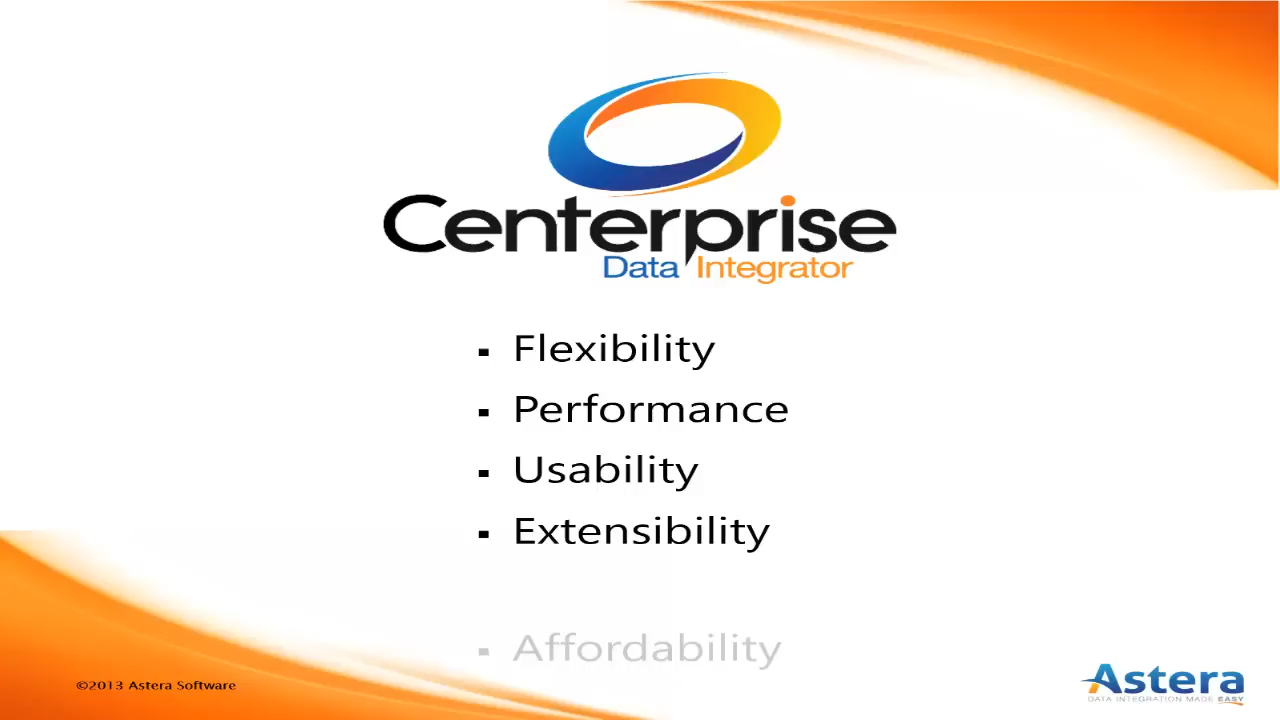 Centerprise
Data Integrator
▪ Flexibility
▪ Performance
▪ Usability
▪ Extensibility
▪ Affordability
©2013 Astera Software
Astera
DATA INTEGRATION MADE EASY